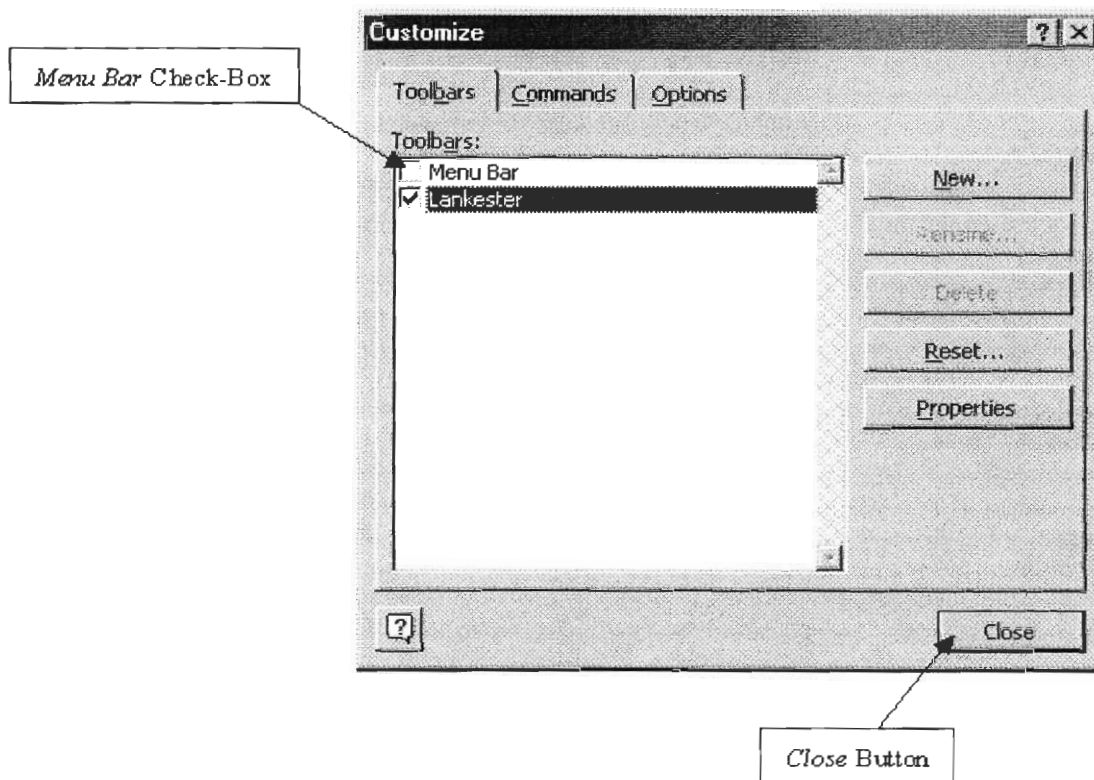 Customize
? ×
Menu Bar Check-Box
Toolbars Commands Options
Toolbars:
Menu Bar
Lankester
New...
Rename...
Delete
Reset...
Properties
?
Close
Close Button